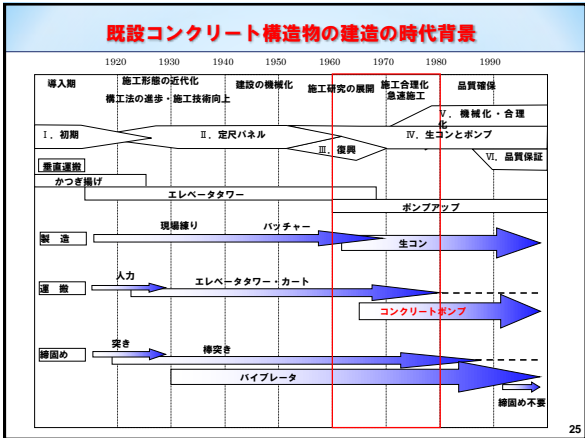 既設コンクリート構造物の建造の時代背景
1920 1930 1940 1950 1960 1970 1980 1990
導入期
施工形態の近代化
構工法の進歩・施工技術向上
建設の機械化
施工研究の展開
施工合理化
急速施工
品質確保
Ⅴ．機械化・合理
化
Ⅰ．初期
Ⅱ．定尺パネル
Ⅲ．復興
Ⅳ．生コンとポンプ
Ⅵ．品質保証
垂直運搬
かつぎ揚げ
エレベータタワー
ポンプアップ
製 造
現場練り
バッチャー
生コン
運 搬
人力
エレベータタワー・カート
コンクリートポンプ
締固め
突き
棒突き
バイブレータ
締固め不要
25